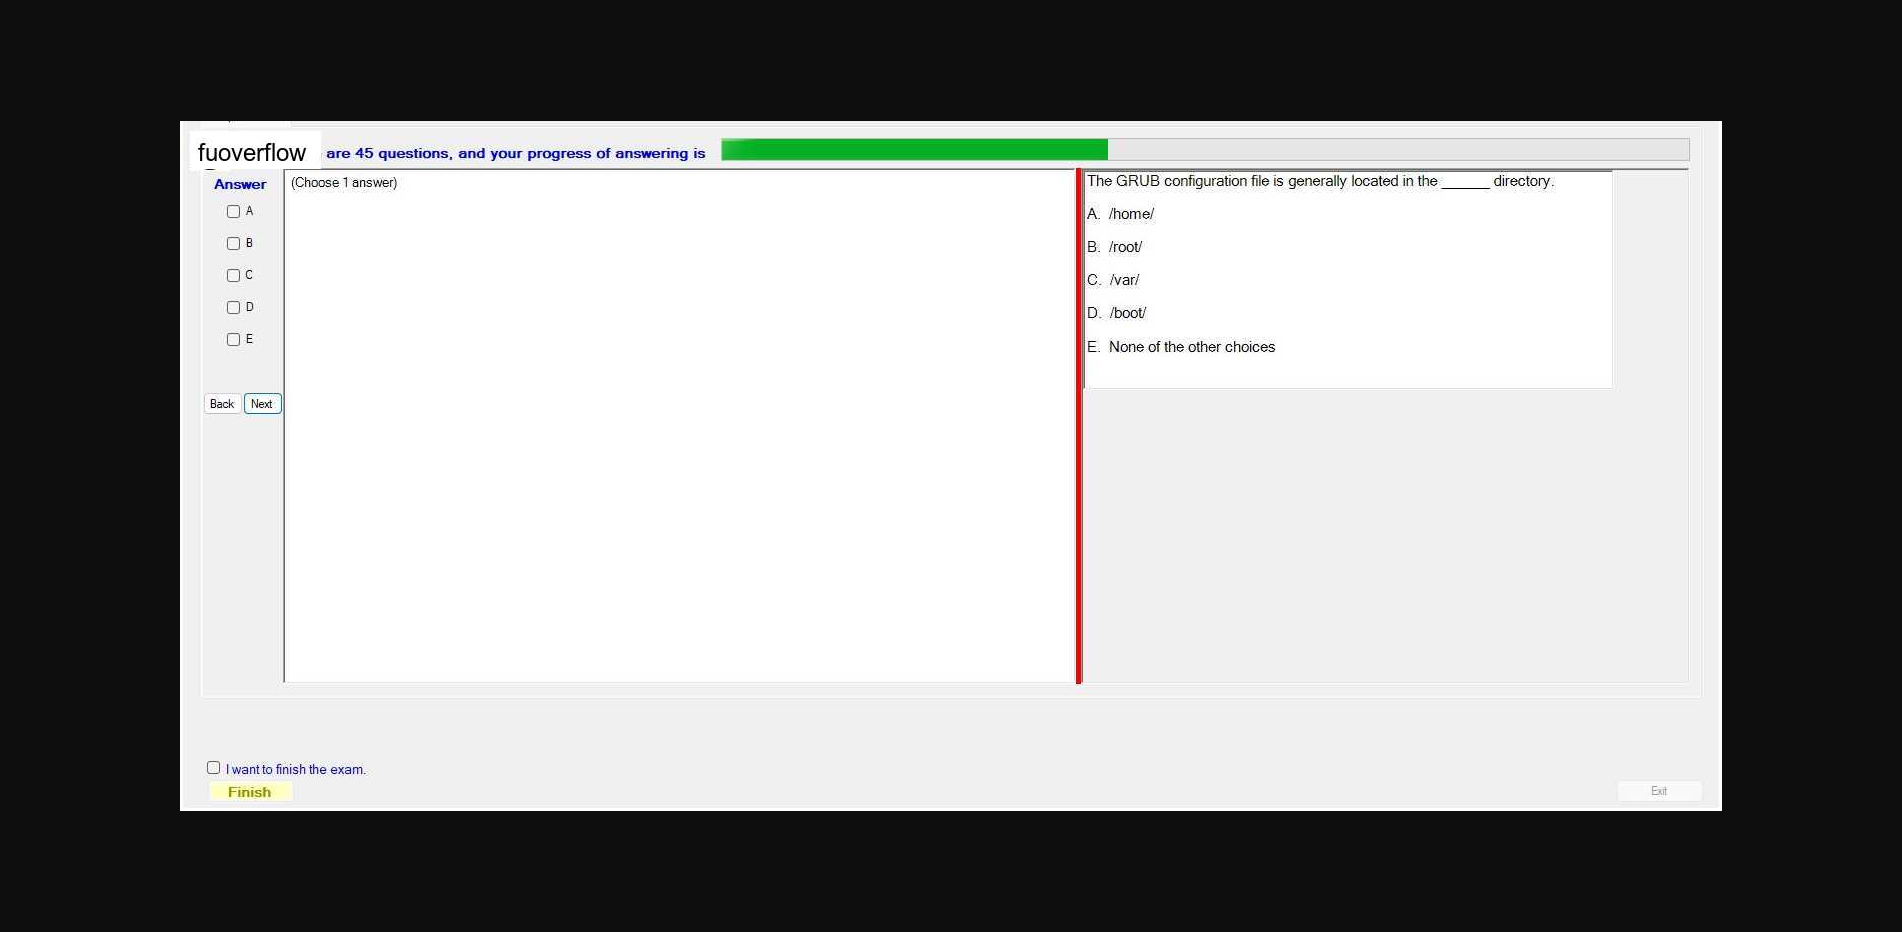 fuoverflow are 45 questions, and your progress of answering is
Answer
(Choose 1 answer)
A
B
C
D
E
Back Next
The GRUB configuration file is generally located in the ______ directory.
A. /home/
B. /root/
C. /var/
D. /boot/
E. None of the other choices
I want to finish the exam.
Finish
Exit